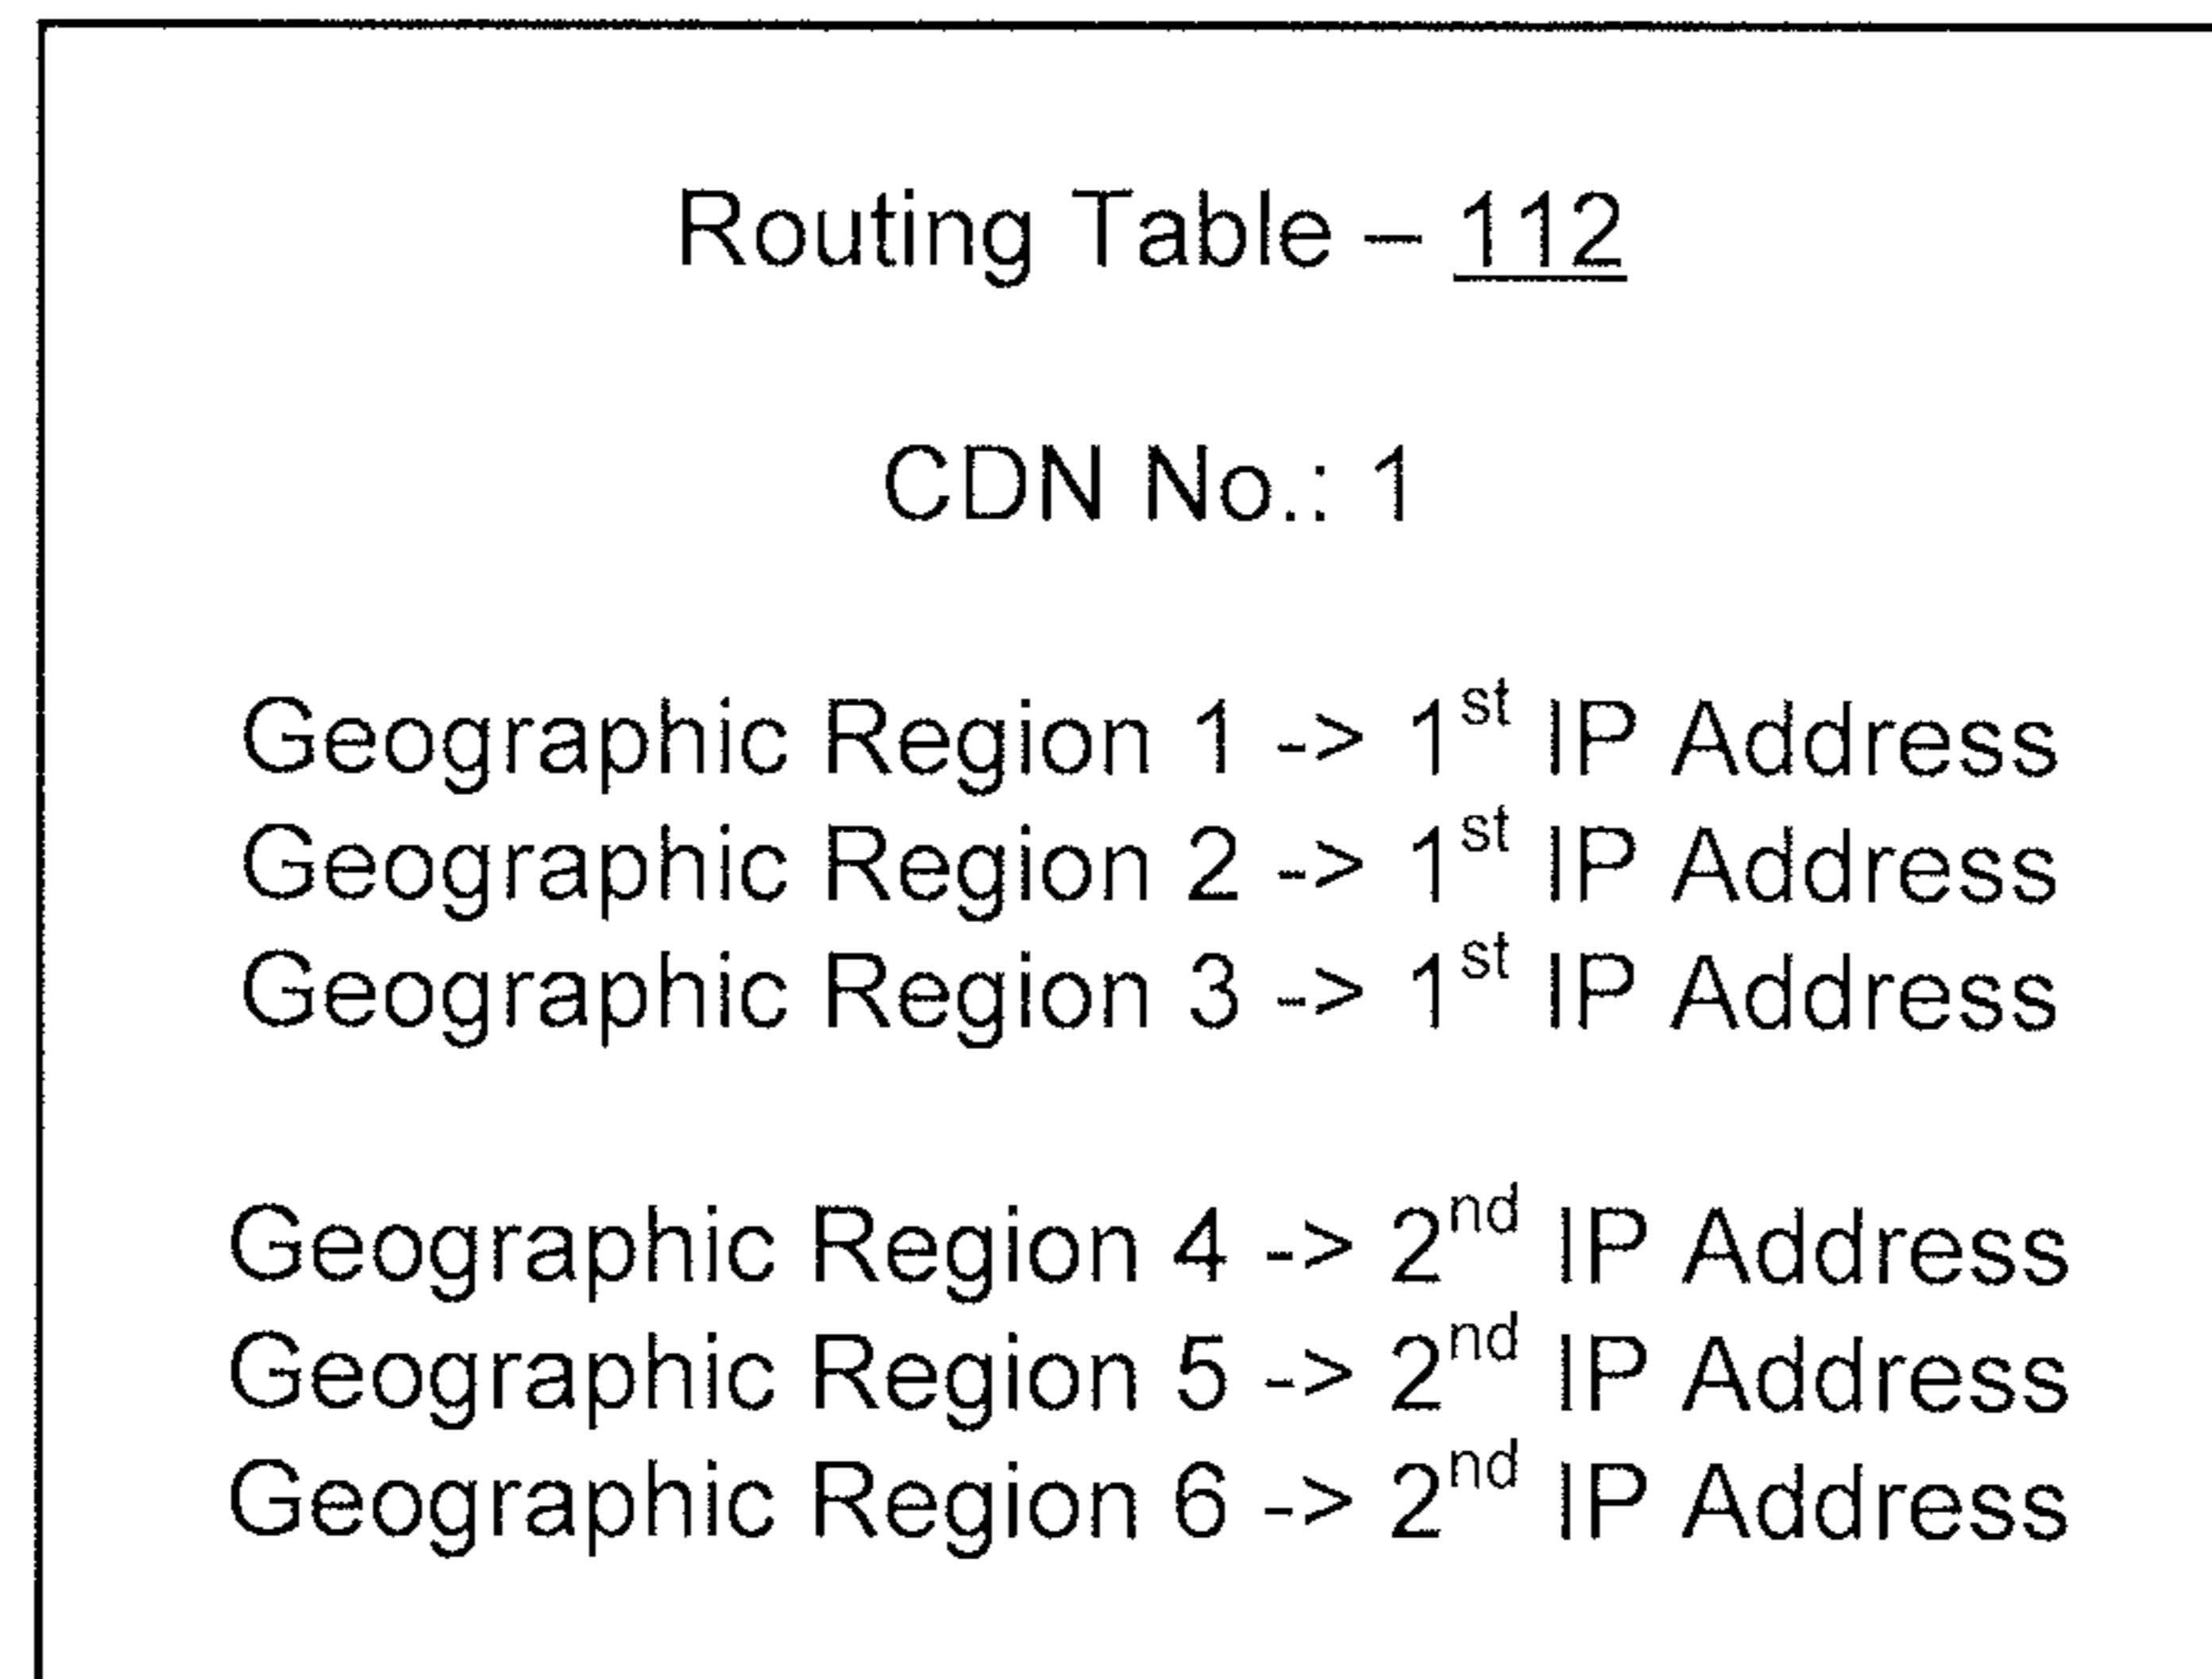 Routing Table – 112
CDN No.: 1
Geographic Region 1 -> 1st IP Address
Geographic Region 2 -> 1st IP Address
Geographic Region 3 -> 1st IP Address
Geographic Region 4 -> 2nd IP Address
Geographic Region 5 -> 2nd IP Address
Geographic Region 6 -> 2nd IP Address